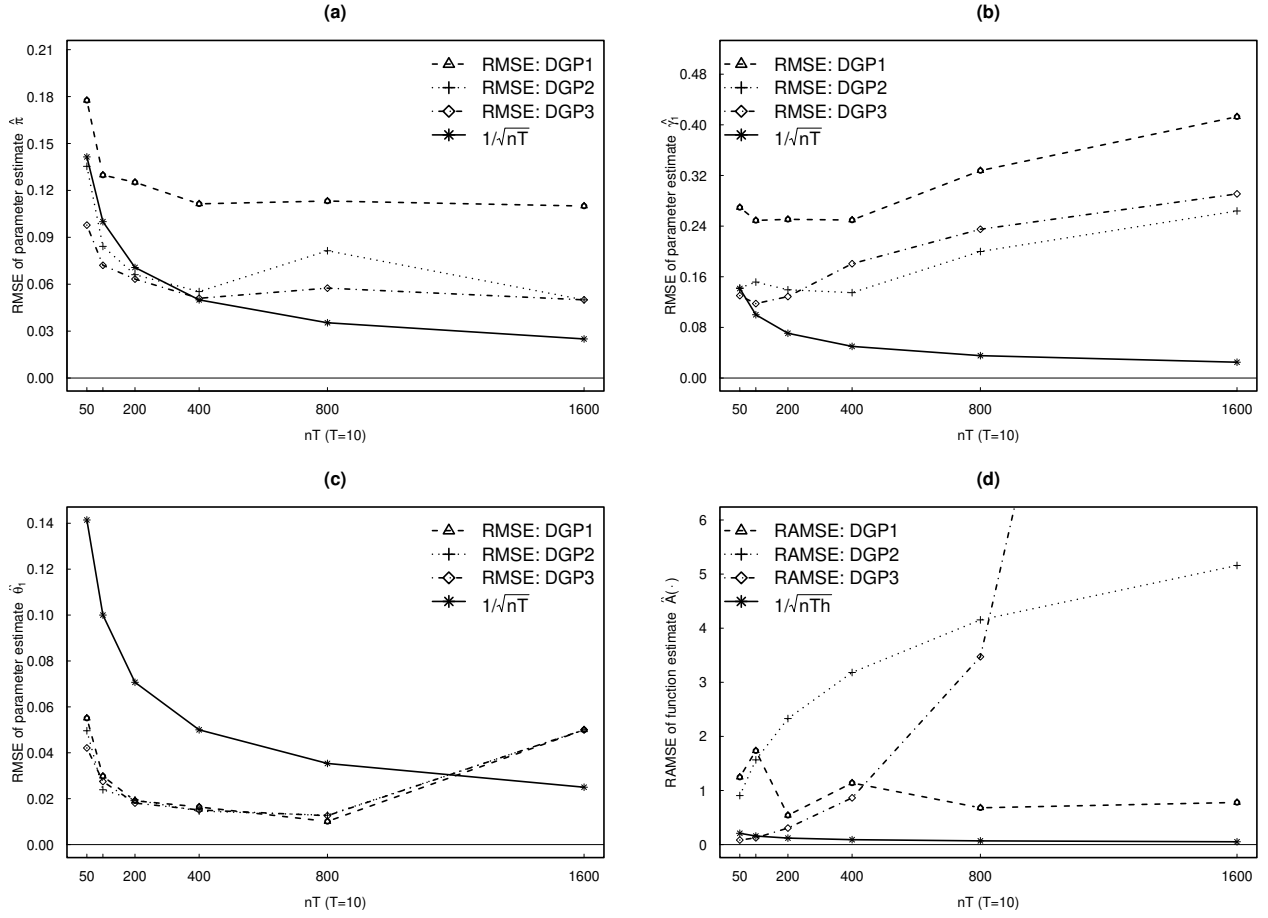 (a)
RMSE of parameter estimate π̂
0.21
0.18
0.15
0.12
0.09
0.06
0.03
0.00
RMSE: DGP1
RMSE: DGP2
RMSE: DGP3
1/√nT
50 200 400 800 1600
nT (T=10)
(b)
RMSE of parameter estimate γ̂1
0.48
0.40
0.32
0.24
0.16
0.08
0.00
RMSE: DGP1
RMSE: DGP2
RMSE: DGP3
1/√nT
50 200 400 800 1600
nT (T=10)
(c)
RMSE of parameter estimate θ̂1
0.14
0.12
0.10
0.08
0.06
0.04
0.02
0.00
RMSE: DGP1
RMSE: DGP2
RMSE: DGP3
1/√nT
50 200 400 800 1600
nT (T=10)
(d)
RAMSE of function estimate Â(·)
6
5
4
3
2
1
0
RAMSE: DGP1
RAMSE: DGP2
RAMSE: DGP3
1/√nTh
50 200 400 800 1600
nT (T=10)